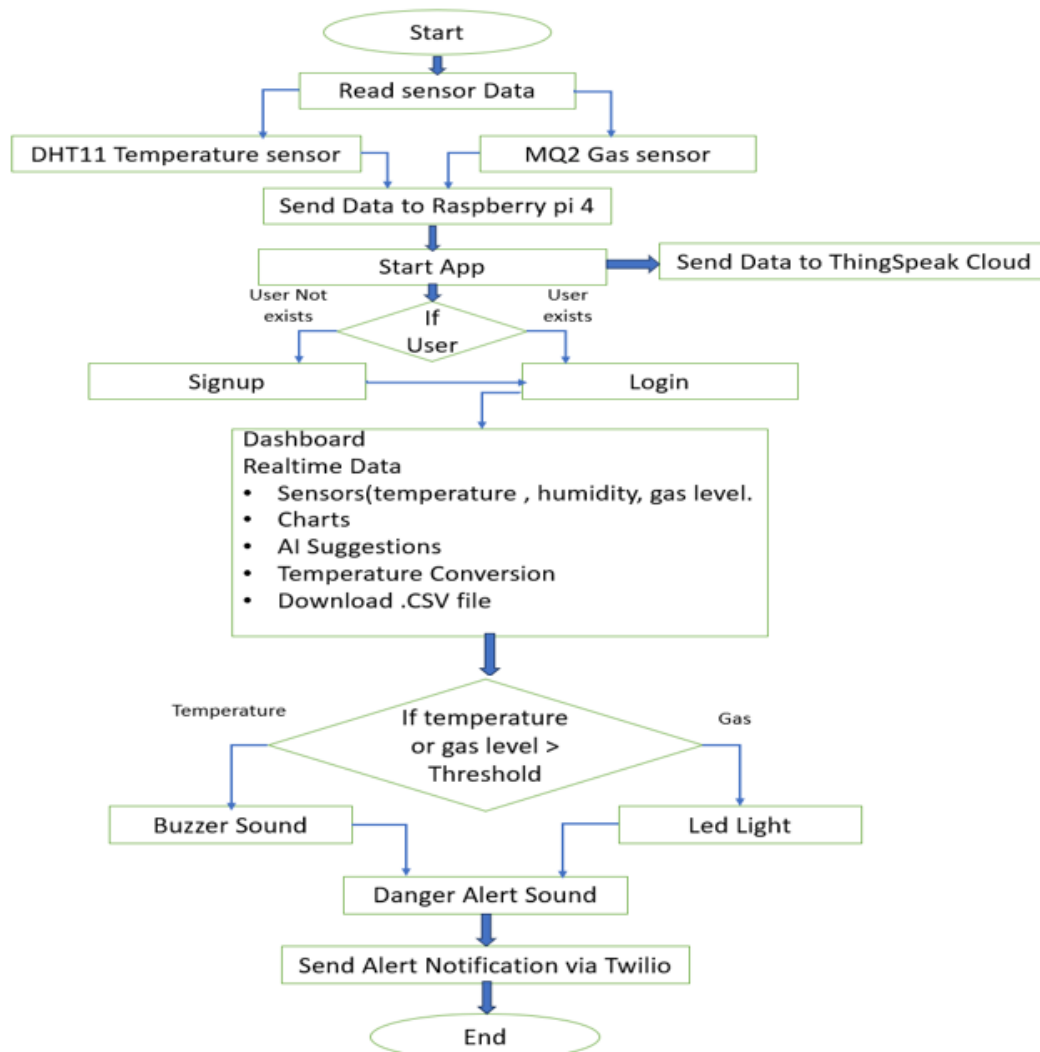 Start
Read sensor Data
DHT11 Temperature sensor
MQ2 Gas sensor
Send Data to Raspberry pi 4
Start App
Send Data to ThingSpeak Cloud
User Not
exists
User
exists
If
User
Signup
Login
Dashboard
Realtime Data
• Sensors(temperature , humidity, gas level.
• Charts
• AI Suggestions
• Temperature Conversion
• Download .CSV file
Temperature
Gas
If temperature
or gas level >
Threshold
Buzzer Sound
Led Light
Danger Alert Sound
Send Alert Notification via Twilio
End